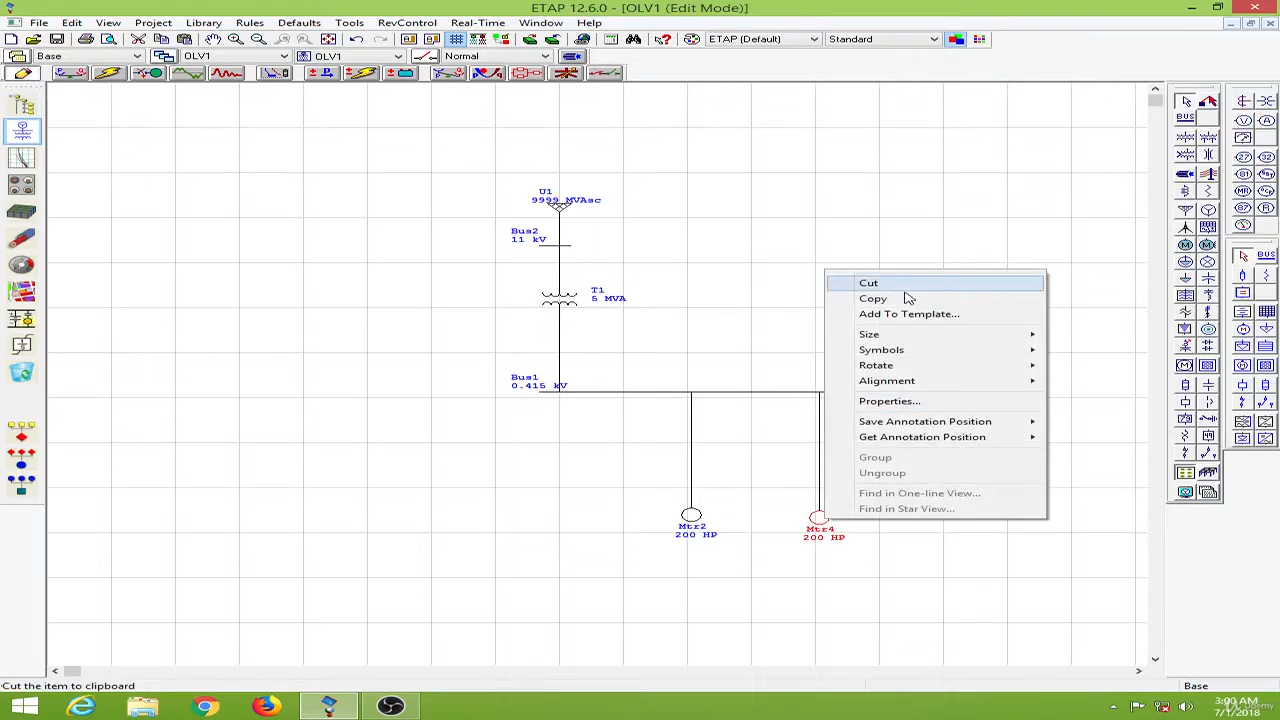 ETAP 12.6.0 - [OLV1 (Edit Mode)]
File Edit View Project Library Rules Defaults Tools RevControl Real-Time Window Help
ETAP (Default) Standard
Base OLV1 OLV1 Normal
BUS
U1
9999 MVAsc
Bus2
11 kV
T1
5 MVA
Bus1
0.415 kV
Mtr2
200 HP
Mtr4
200 HP
Cut
Copy
Add To Template...
Size
Symbols
Rotate
Alignment
Properties...
Save Annotation Position
Get Annotation Position
Group
Ungroup
Find in One-line View...
Find in Star View...
BUS
Cut the item to clipboard
Base
3:00 AM
7/1/2018